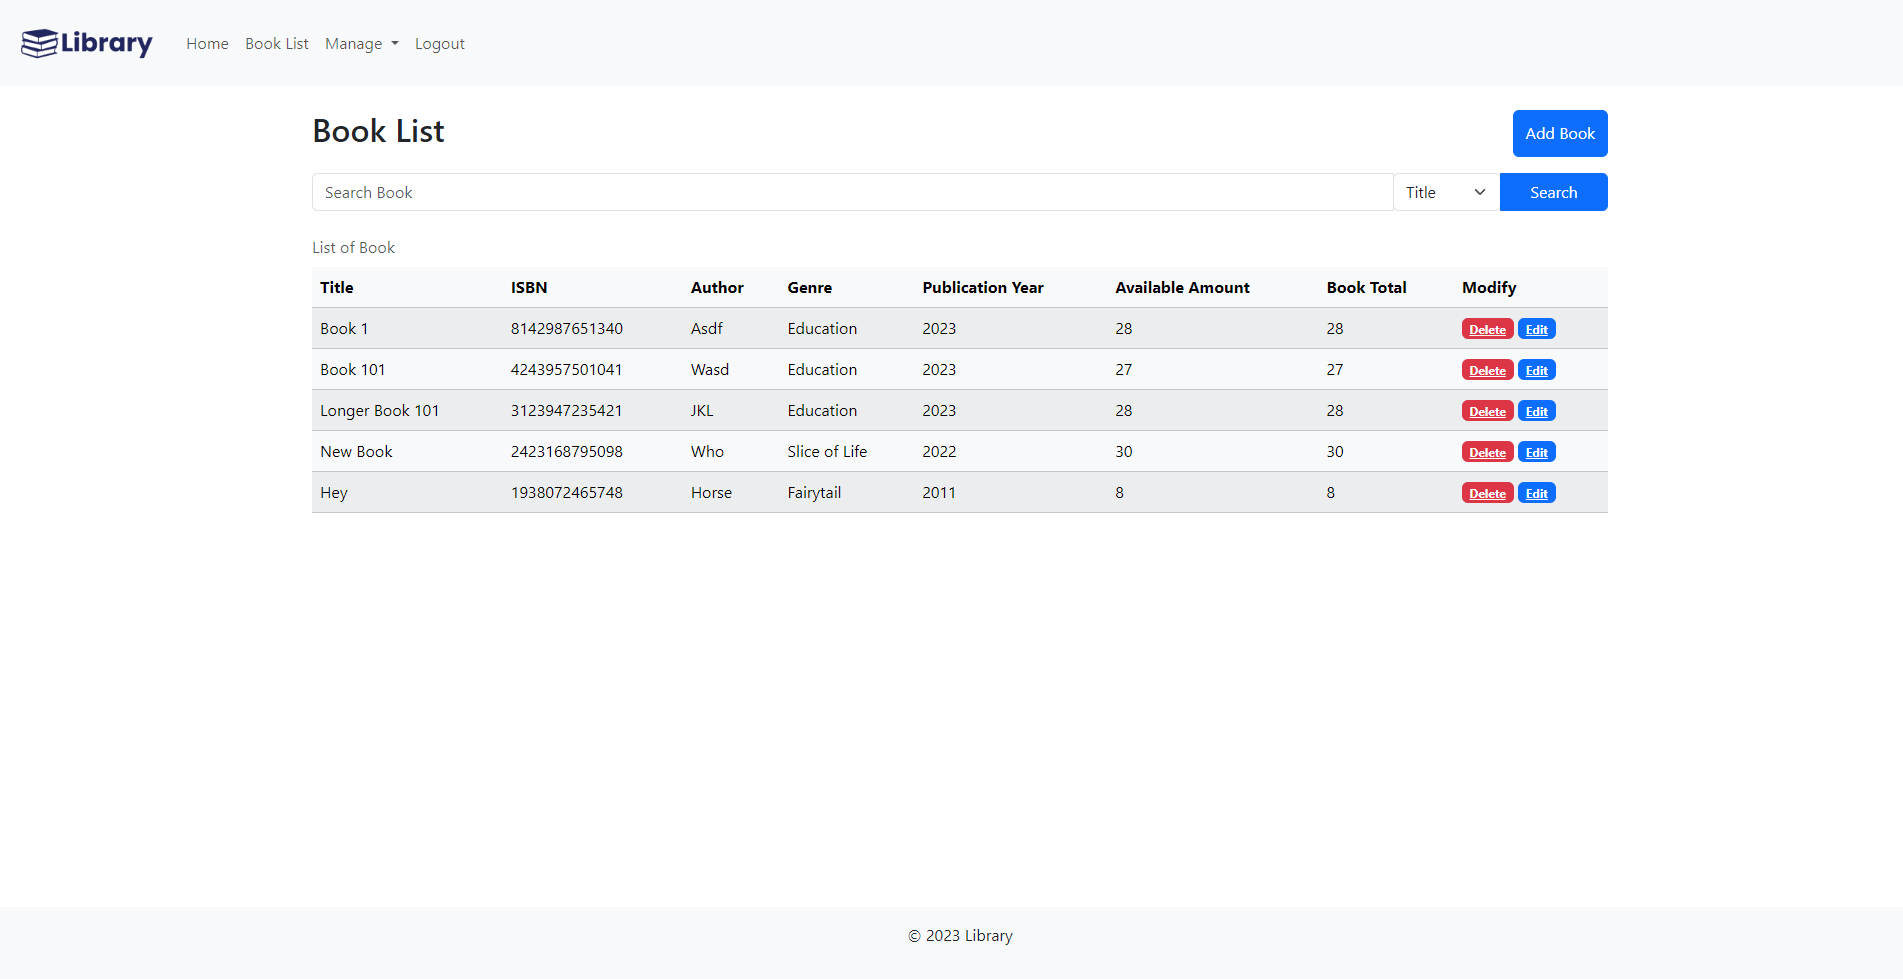 Library Home Book List Manage Logout
Book List Add Book
Search Book Title Search
List of Book
Title ISBN Author Genre Publication Year Available Amount Book Total Modify
Book 1 8142987651340 Asdf Education 2023 28 28 Delete Edit
Book 101 4243957501041 Wasd Education 2023 27 27 Delete Edit
Longer Book 101 3123947235421 JKL Education 2023 28 28 Delete Edit
New Book 2423168795098 Who Slice of Life 2022 30 30 Delete Edit
Hey 1938072465748 Horse Fairytail 2011 8 8 Delete Edit
© 2023 Library